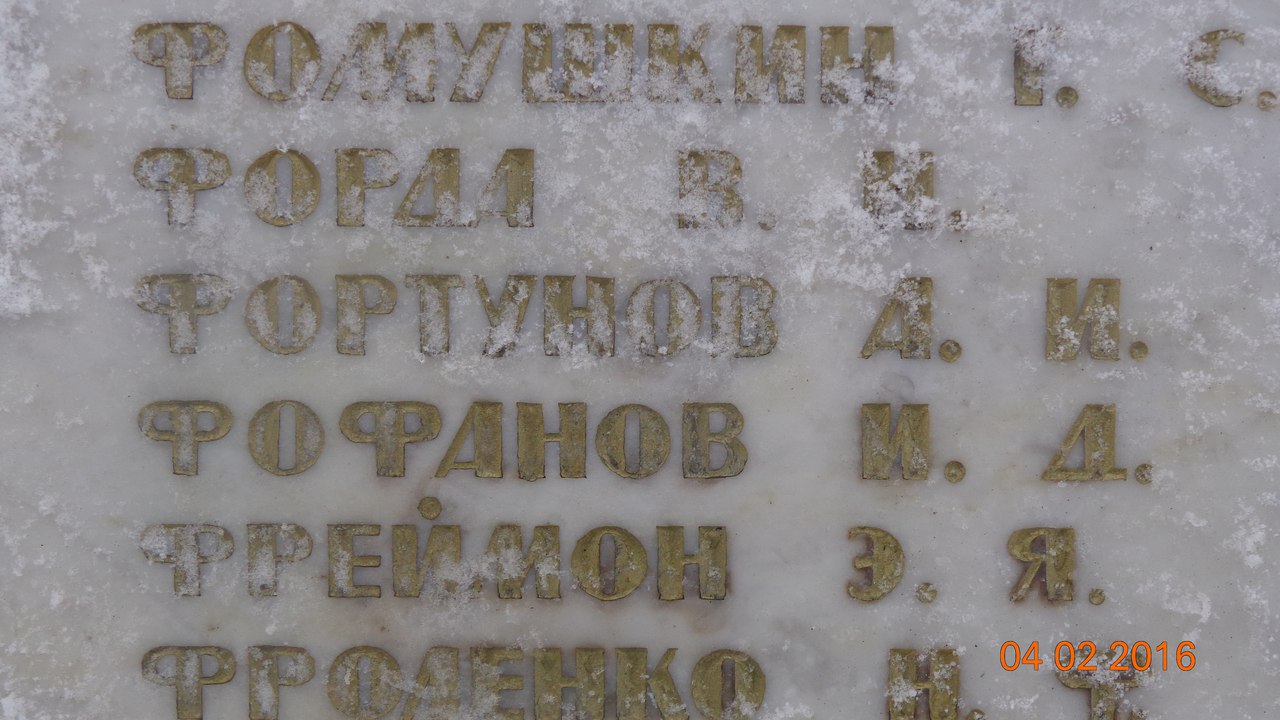 ФОМУШКИН Г. С.
ФОРДА В. И.
ФОРТУНОВ А. И.
ФОФАНОВ И. Д.
ФРЕЙМОН Э. Я.
ФРОЛЕНКО Н.
04 02 2016